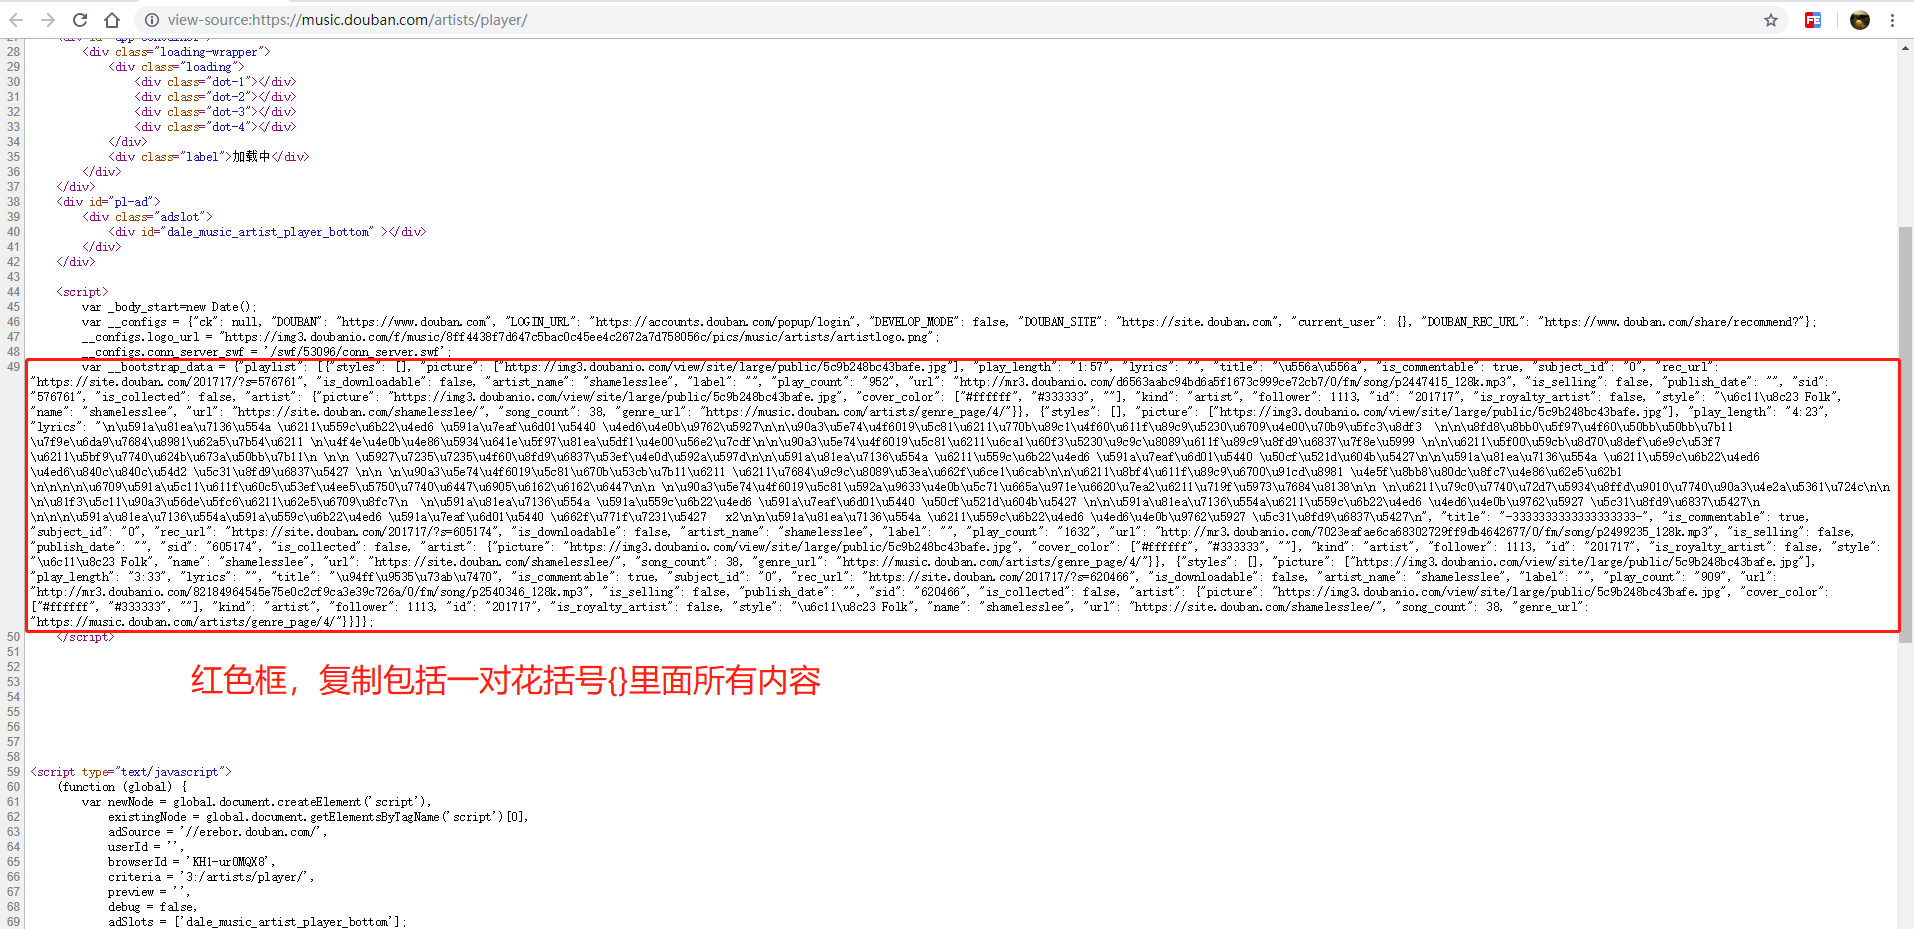 view-source:https://music.douban.com/artists/player/
28 <div class="loading-wrapper">
29 <div class="loading">
30 <div class="dot-1"></div>
31 <div class="dot-2"></div>
32 <div class="dot-3"></div>
33 <div class="dot-4"></div>
34 </div>
35 <div class="label">加载中</div>
36 </div>
37 </div>
38 <div id="pl-ad">
39 <div class="adslot">
40 <div id="dale_music_artist_player_bottom" ></div>
41 </div>
42 </div>
43
44 <script>
45 var _body_start=new Date();
46 var __configs = {"ck": null, "DOUBAN": "https://www.douban.com", "LOGIN_URL": "https://accounts.douban.com/popup/login", "DEVELOP_MODE": false, "DOUBAN_SITE": "https://site.douban.com", "current_user": {}, "DOUBAN_REC_URL": "https://www.douban.com/share/recommend?"};
47 __configs.logo_url = "https://img3.doubanio.com/f/music/8ff4438f7d647c5bac0c45ee4c2672a7d758056c/pics/music/artists/artistlogo.png";
48 __configs.conn_server_swf = '/swf/53096/conn_server.swf';
49 var __bootstrap_data = {"playlist": [{"styles": [], "picture": ["https://img3.doubanio.com/view/site/large/public/5c9b248bc43bafe.jpg"], "play_length": "1:57", "lyrics": "", "title": "\u556a\u556a", "is_commentable": true, "subject_id": "0", "rec_url":
"https://site.douban.com/201717/?s=576761", "is_downloadable": false, "artist_name": "shamelesslee", "label": "", "play_count": "952", "url": "http://mr3.doubanio.com/d6563aabc94bd6a5f1673c999ce72cb7/0/fm/song/p2447415_128k.mp3", "is_selling": false, "publish_date": "", "sid":
"576761", "is_collected": false, "artist": {"picture": "https://img3.doubanio.com/view/site/large/public/5c9b248bc43bafe.jpg", "cover_color": ["#ffffff", "#333333", ""], "kind": "artist", "follower": 1113, "id": "201717", "is_royalty_artist": false, "style": "\u6c11\u8c23 Folk",
"name": "shamelesslee", "url": "https://site.douban.com/shamelesslee/", "song_count": 38, "genre_url": "https://music.douban.com/artists/genre_page/4/"}}, {"styles": [], "picture": ["https://img3.doubanio.com/view/site/large/public/5c9b248bc43bafe.jpg"], "play_length": "4:23",
"lyrics": "\n\u591a\u81ea\u7136\u554a \u6211\u559c\u6b22\u4ed6 \u591a\u7eaf\u6d01\u5440 \u4ed6\u4e0b\u9762\u5927\n\n\u90a3\u5e74\u4f6019\u5c81\u6211\u770b\u89c1\u4f60\u611f\u89c9\u5230\u6709\u4e00\u70b9\u5fc3\u8df3  \n\n\u8fd8\u8bb0\u5f97\u4f60\u50bb\u50bb\u7b11
\u7f9e\u6da9\u7684\u8981\u62a5\u7b54\u6211 \n\u4f4e\u4e0b\u4e86\u5934\u641e\u5f97\u81ea\u5df1\u4e00\u56e2\u7cdf\n\n\u90a3\u5e74\u4f6019\u5c81\u6211\u6ca1\u60f3\u5230\u9c9c\u8089\u611f\u89c9\u8fd9\u6837\u7f8e\u5999 \n\n\u6211\u5f00\u59cb\u8d70\u8def\u6e9c\u53f7
\u6211\u5bf9\u7740\u624b\u673a\u50bb\u7b11\n \n\n \u5927\u7235\u7235\u4f60\u8fd9\u6837\u53ef\u4e0d\u592a\u597d\n\n\u591a\u81ea\u7136\u554a \u6211\u559c\u6b22\u4ed6 \u591a\u7eaf\u6d01\u5440 \u50cf\u521d\u604b\u5427\n\n\u591a\u81ea\u7136\u554a \u6211\u559c\u6b22\u4ed6
\u4ed6\u840c\u840c\u54d2 \u5c31\u8fd9\u6837\u5427 \n\n \n\u90a3\u5e74\u4f6019\u5c81\u670b\u53cb\u7b11\u6211 \u6211\u7684\u9c9c\u8089\u53ea\u662f\u6ce1\u6cab\n\n\u6211\u8bf4\u611f\u89c9\u6700\u91cd\u8981 \u4e5f\u8bb8\u80dc\u8fc7\u4e86\u62e5\u62b1
\n\n\n\n\u6709\u591a\u5c11\u611f\u60c5\u53ef\u4ee5\u5750\u7740\u6447\u6905\u6162\u6162\u6447\n\n \n\u90a3\u5e74\u4f6019\u5c81\u592a\u9633\u4e0b\u5c71\u665a\u971e\u6620\u7ea2\u6211\u719f\u5973\u7684\u8138\n\n \n\u6211\u79c0\u7740\u72d7\u5934\u8ffd\u9010\u7740\u90a3\u4e2a\u5361\u724c\n\n
\n\u81f3\u5c11\u90a3\u56de\u5fc6\u6211\u62e5\u6709\u8fc7\n  \n\u591a\u81ea\u7136\u554a \u591a\u559c\u6b22\u4ed6 \u591a\u7eaf\u6d01\u5440 \u50cf\u521d\u604b\u5427 \n\n\u591a\u81ea\u7136\u554a\u6211\u559c\u6b22\u4ed6 \u4ed6\u4e0b\u9762\u5927 \u5c31\u8fd9\u6837\u5427\n
\n\n\n\u591a\u81ea\u7136\u554a\u591a\u559c\u6b22\u4ed6 \u591a\u7eaf\u6d01\u5440 \u662f\u771f\u7231\u5427   x2\n\n\u591a\u81ea\u7136\u554a \u6211\u559c\u6b22\u4ed6 \u4ed6\u4e0b\u9762\u5927 \u5c31\u8fd9\u6837\u5427\n", "title": "-3333333333333333333-", "is_commentable": true,
"subject_id": "0", "rec_url": "https://site.douban.com/201717/?s=605174", "is_downloadable": false, "artist_name": "shamelesslee", "label": "", "play_count": "1632", "url": "http://mr3.doubanio.com/7023eafae6ca68302729ff9db4642677/0/fm/song/p2499235_128k.mp3", "is_selling": false,
"publish_date": "", "sid": "605174", "is_collected": false, "artist": {"picture": "https://img3.doubanio.com/view/site/large/public/5c9b248bc43bafe.jpg", "cover_color": ["#ffffff", "#333333", ""], "kind": "artist", "follower": 1113, "id": "201717", "is_royalty_artist": false, "style":
"\u6c11\u8c23 Folk", "name": "shamelesslee", "url": "https://site.douban.com/shamelesslee/", "song_count": 38, "genre_url": "https://music.douban.com/artists/genre_page/4/"}}, {"styles": [], "picture": ["https://img3.doubanio.com/view/site/large/public/5c9b248bc43bafe.jpg"],
"play_length": "3:33", "lyrics": "", "title": "\u94ff\u9535\u73ab\u7470", "is_commentable": true, "subject_id": "0", "rec_url": "https://site.douban.com/201717/?s=620466", "is_downloadable": false, "artist_name": "shamelesslee", "label": "", "play_count": "909", "url":
"http://mr3.doubanio.com/82184964545e75e0c2cf9ca3e39c726a/0/fm/song/p2540346_128k.mp3", "is_selling": false, "publish_date": "", "sid": "620466", "is_collected": false, "artist": {"picture": "https://img3.doubanio.com/view/site/large/public/5c9b248bc43bafe.jpg", "cover_color":
["#ffffff", "#333333", ""], "kind": "artist", "follower": 1113, "id": "201717", "is_royalty_artist": false, "style": "\u6c11\u8c23 Folk", "name": "shamelesslee", "url": "https://site.douban.com/shamelesslee/", "song_count": 38, "genre_url":
"https://music.douban.com/artists/genre_page/4/"}}]};
50 </script>
51
52
红色框，复制包括一对花括号{}里面所有内容
53
54
55
56
57
58
59 <script type="text/javascript">
60 (function (global) {
61 var newNode = global.document.createElement('script'),
62 existingNode = global.document.getElementsByTagName('script')[0],
63 adSource = '//erebor.douban.com/',
64 userId = '',
65 browserId = 'KH1-ur0MQX8',
66 criteria = '3:/artists/player/',
67 preview = '',
68 debug = false,
69 adSlots = ['dale_music_artist_player_bottom'];